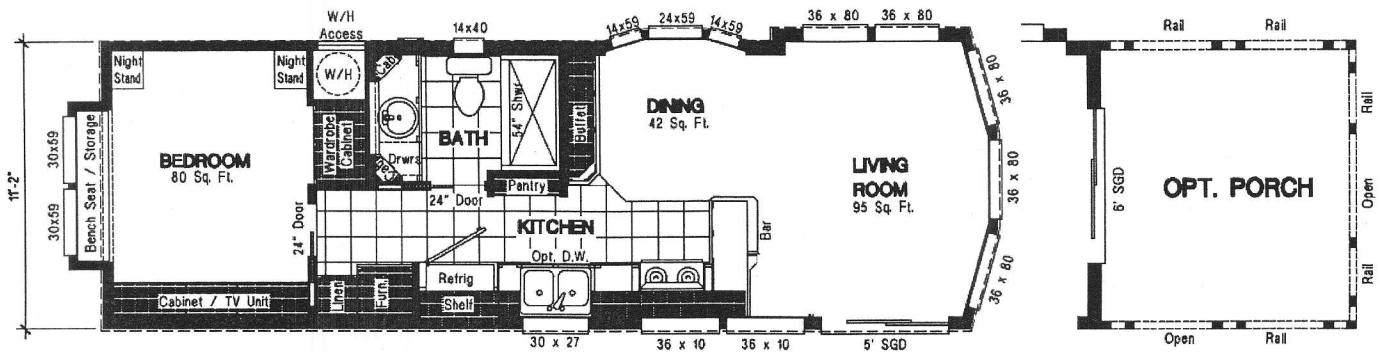 W/H
Access
14x40
14x59
24x59
14x59
36 x 80
36 x 80
Rail
Rail
Night
Stand
Night
Stand
W/H
Cab
54" Shwr
Buffet
DINING
42 Sq. Ft.
36 x 80
Rail
11'-2"
30x59
30x59
Bench Seat / Storage
BEDROOM
80 Sq. Ft.
Wardrobe
Cabinet
BATH
Drwrs
Pantry
24" Door
24" Door
KITCHEN
Opt. D.W.
Bar
LIVING
ROOM
95 Sq. Ft.
36 x 80
6' SGD
OPT. PORCH
Open
Rail
36 x 80
Cabinet / TV Unit
Linen
Furn.
Refrig
Shelf
30 x 27
36 x 10
36 x 10
5' SGD
Open
Rail